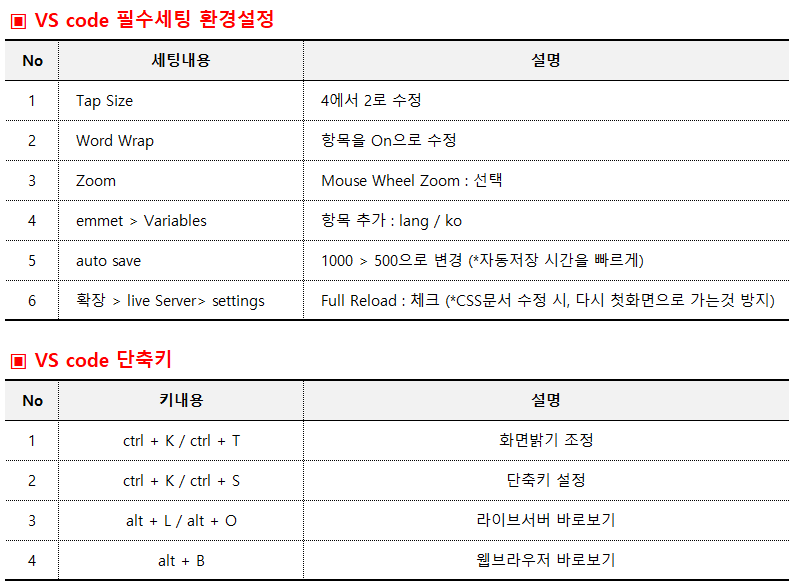 ▣ VS code 필수세팅 환경설정
No 세팅내용 설명
1 Tap Size 4에서 2로 수정
2 Word Wrap 항목을 On으로 수정
3 Zoom Mouse Wheel Zoom : 선택
4 emmet > Variables 항목 추가 : lang / ko
5 auto save 1000 > 500으로 변경 (*자동저장 시간을 빠르게)
6 확장 > live Server> settings Full Reload : 체크 (*CSS문서 수정 시, 다시 첫화면으로 가는것 방지)
▣ VS code 단축키
No 키내용 설명
1 ctrl + K / ctrl + T 화면밝기 조정
2 ctrl + K / ctrl + S 단축키 설정
3 alt + L / alt + O 라이브서버 바로보기
4 alt + B 웹브라우저 바로보기